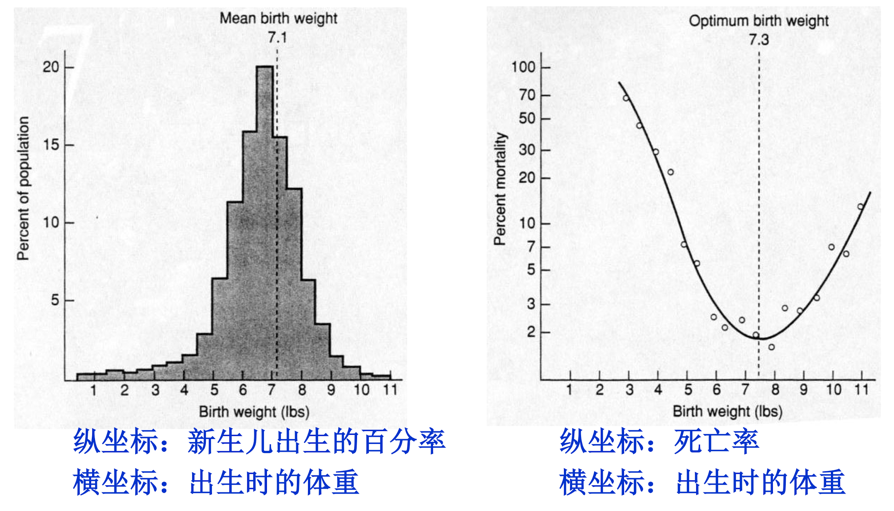 Mean birth weight
7.1
20
15
10
5
Percent of population
1 2 3 4 5 6 7 8 9 10 11
Birth weight (lbs)
纵坐标：新生儿出生的百分率
横坐标：出生时的体重
Optimum birth weight
7.3
100
70
50
30
20
10
7
5
3
2
Percent mortality
1 2 3 4 5 6 7 8 9 10 11
Birth weight (lbs)
纵坐标：死亡率
横坐标：出生时的体重